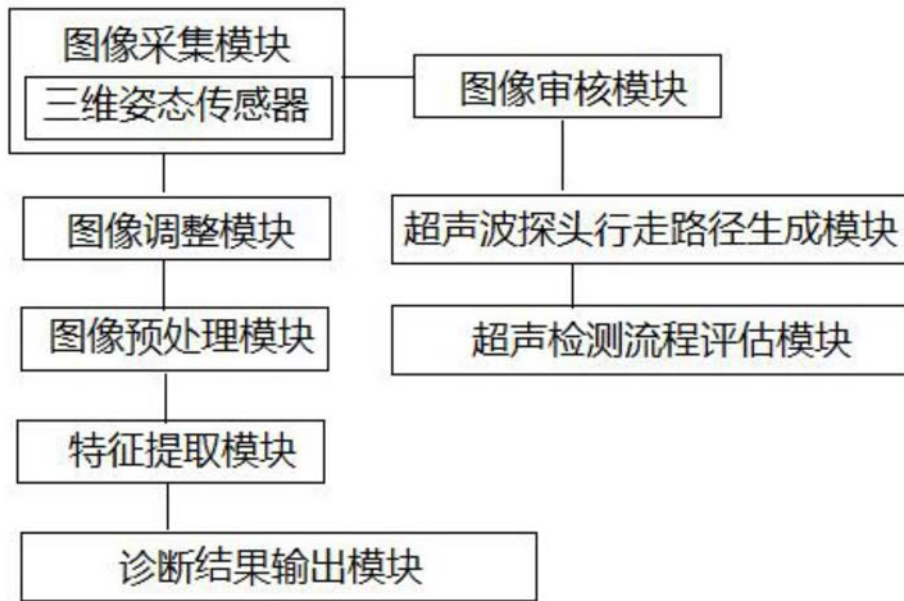 图像采集模块
三维姿态传感器
图像审核模块
图像调整模块
超声波探头行走路径生成模块
图像预处理模块
超声检测流程评估模块
特征提取模块
诊断结果输出模块